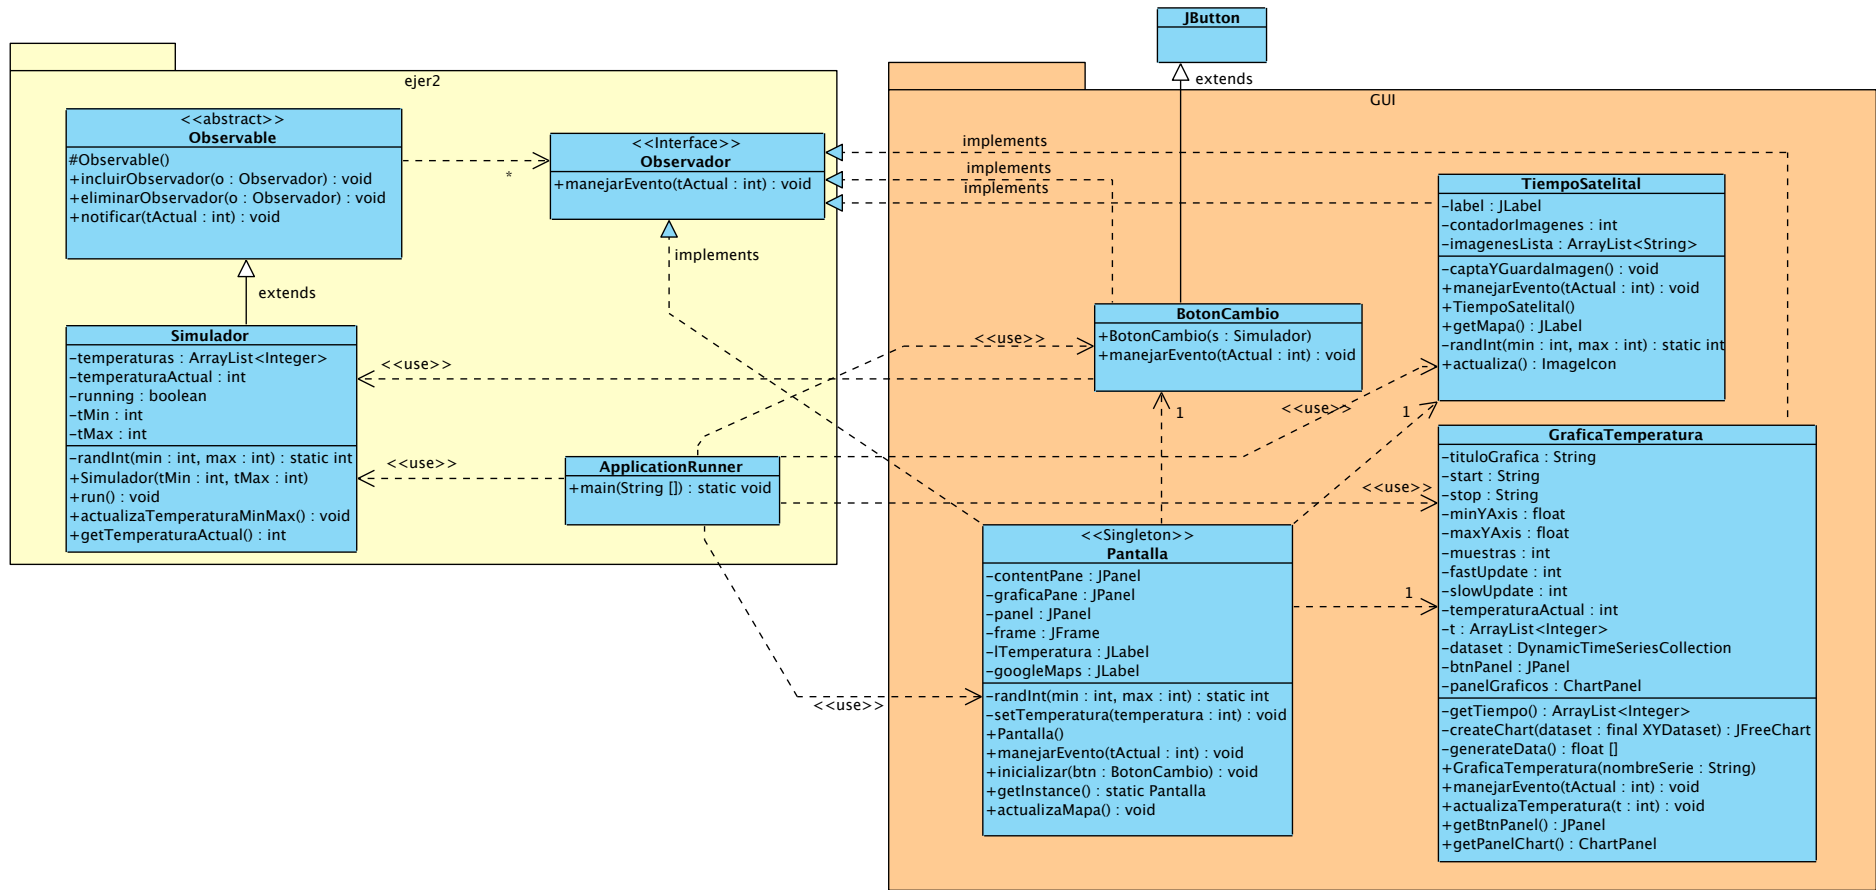 JButton
extends
ejer2
<<abstract>>
Observable
#Observable()
+incluirObservador(o : Observador) : void
+eliminarObservador(o : Observador) : void
+notificar(tActual : int) : void
*
<<Interface>>
Observador
+manejarEvento(tActual : int) : void
implements
extends
Simulador
-temperaturas : ArrayList<Integer>
-temperaturaActual : int
-running : boolean
-tMin : int
-tMax : int
-randInt(min : int, max : int) : static int
+Simulador(tMin : int, tMax : int)
+run() : void
+actualizaTemperaturaMinMax() : void
+getTemperaturaActual() : int
<<use>>
<<use>>
ApplicationRunner
+main(String []) : static void
GUI
implements
implements
implements
TiempoSatelital
-label : JLabel
-contadorImagenes : int
-imagenesLista : ArrayList<String>
-captaYGuardaImagen() : void
+manejarEvento(tActual : int) : void
+TiempoSatelital()
+getMapa() : JLabel
-randInt(min : int, max : int) : static int
+actualiza() : ImageIcon
BotonCambio
+BotonCambio(s : Simulador)
+manejarEvento(tActual : int) : void
<<use>>
<<use>>
1
1
<<use>>
1
<<use>>
<<Singleton>>
Pantalla
-contentPane : JPanel
-graficaPane : JPanel
-panel : JPanel
-frame : JFrame
-lTemperatura : JLabel
-googleMaps : JLabel
-randInt(min : int, max : int) : static int
-setTemperatura(temperatura : int) : void
+Pantalla()
+manejarEvento(tActual : int) : void
+inicializar(btn : BotonCambio) : void
+getInstance() : static Pantalla
+actualizaMapa() : void
GraficaTemperatura
-tituloGrafica : String
-start : String
-stop : String
-minYAxis : float
-maxYAxis : float
-muestras : int
-fastUpdate : int
-slowUpdate : int
-temperaturaActual : int
-t : ArrayList<Integer>
-dataset : DynamicTimeSeriesCollection
-btnPanel : JPanel
-panelGraficos : ChartPanel
-getTiempo() : ArrayList<Integer>
-createChart(dataset : final XYDataset) : JFreeChart
-generateData() : float []
+GraficaTemperatura(nombreSerie : String)
+manejarEvento(tActual : int) : void
+actualizaTemperatura(t : int) : void
+getBtnPanel() : JPanel
+getPanelChart() : ChartPanel